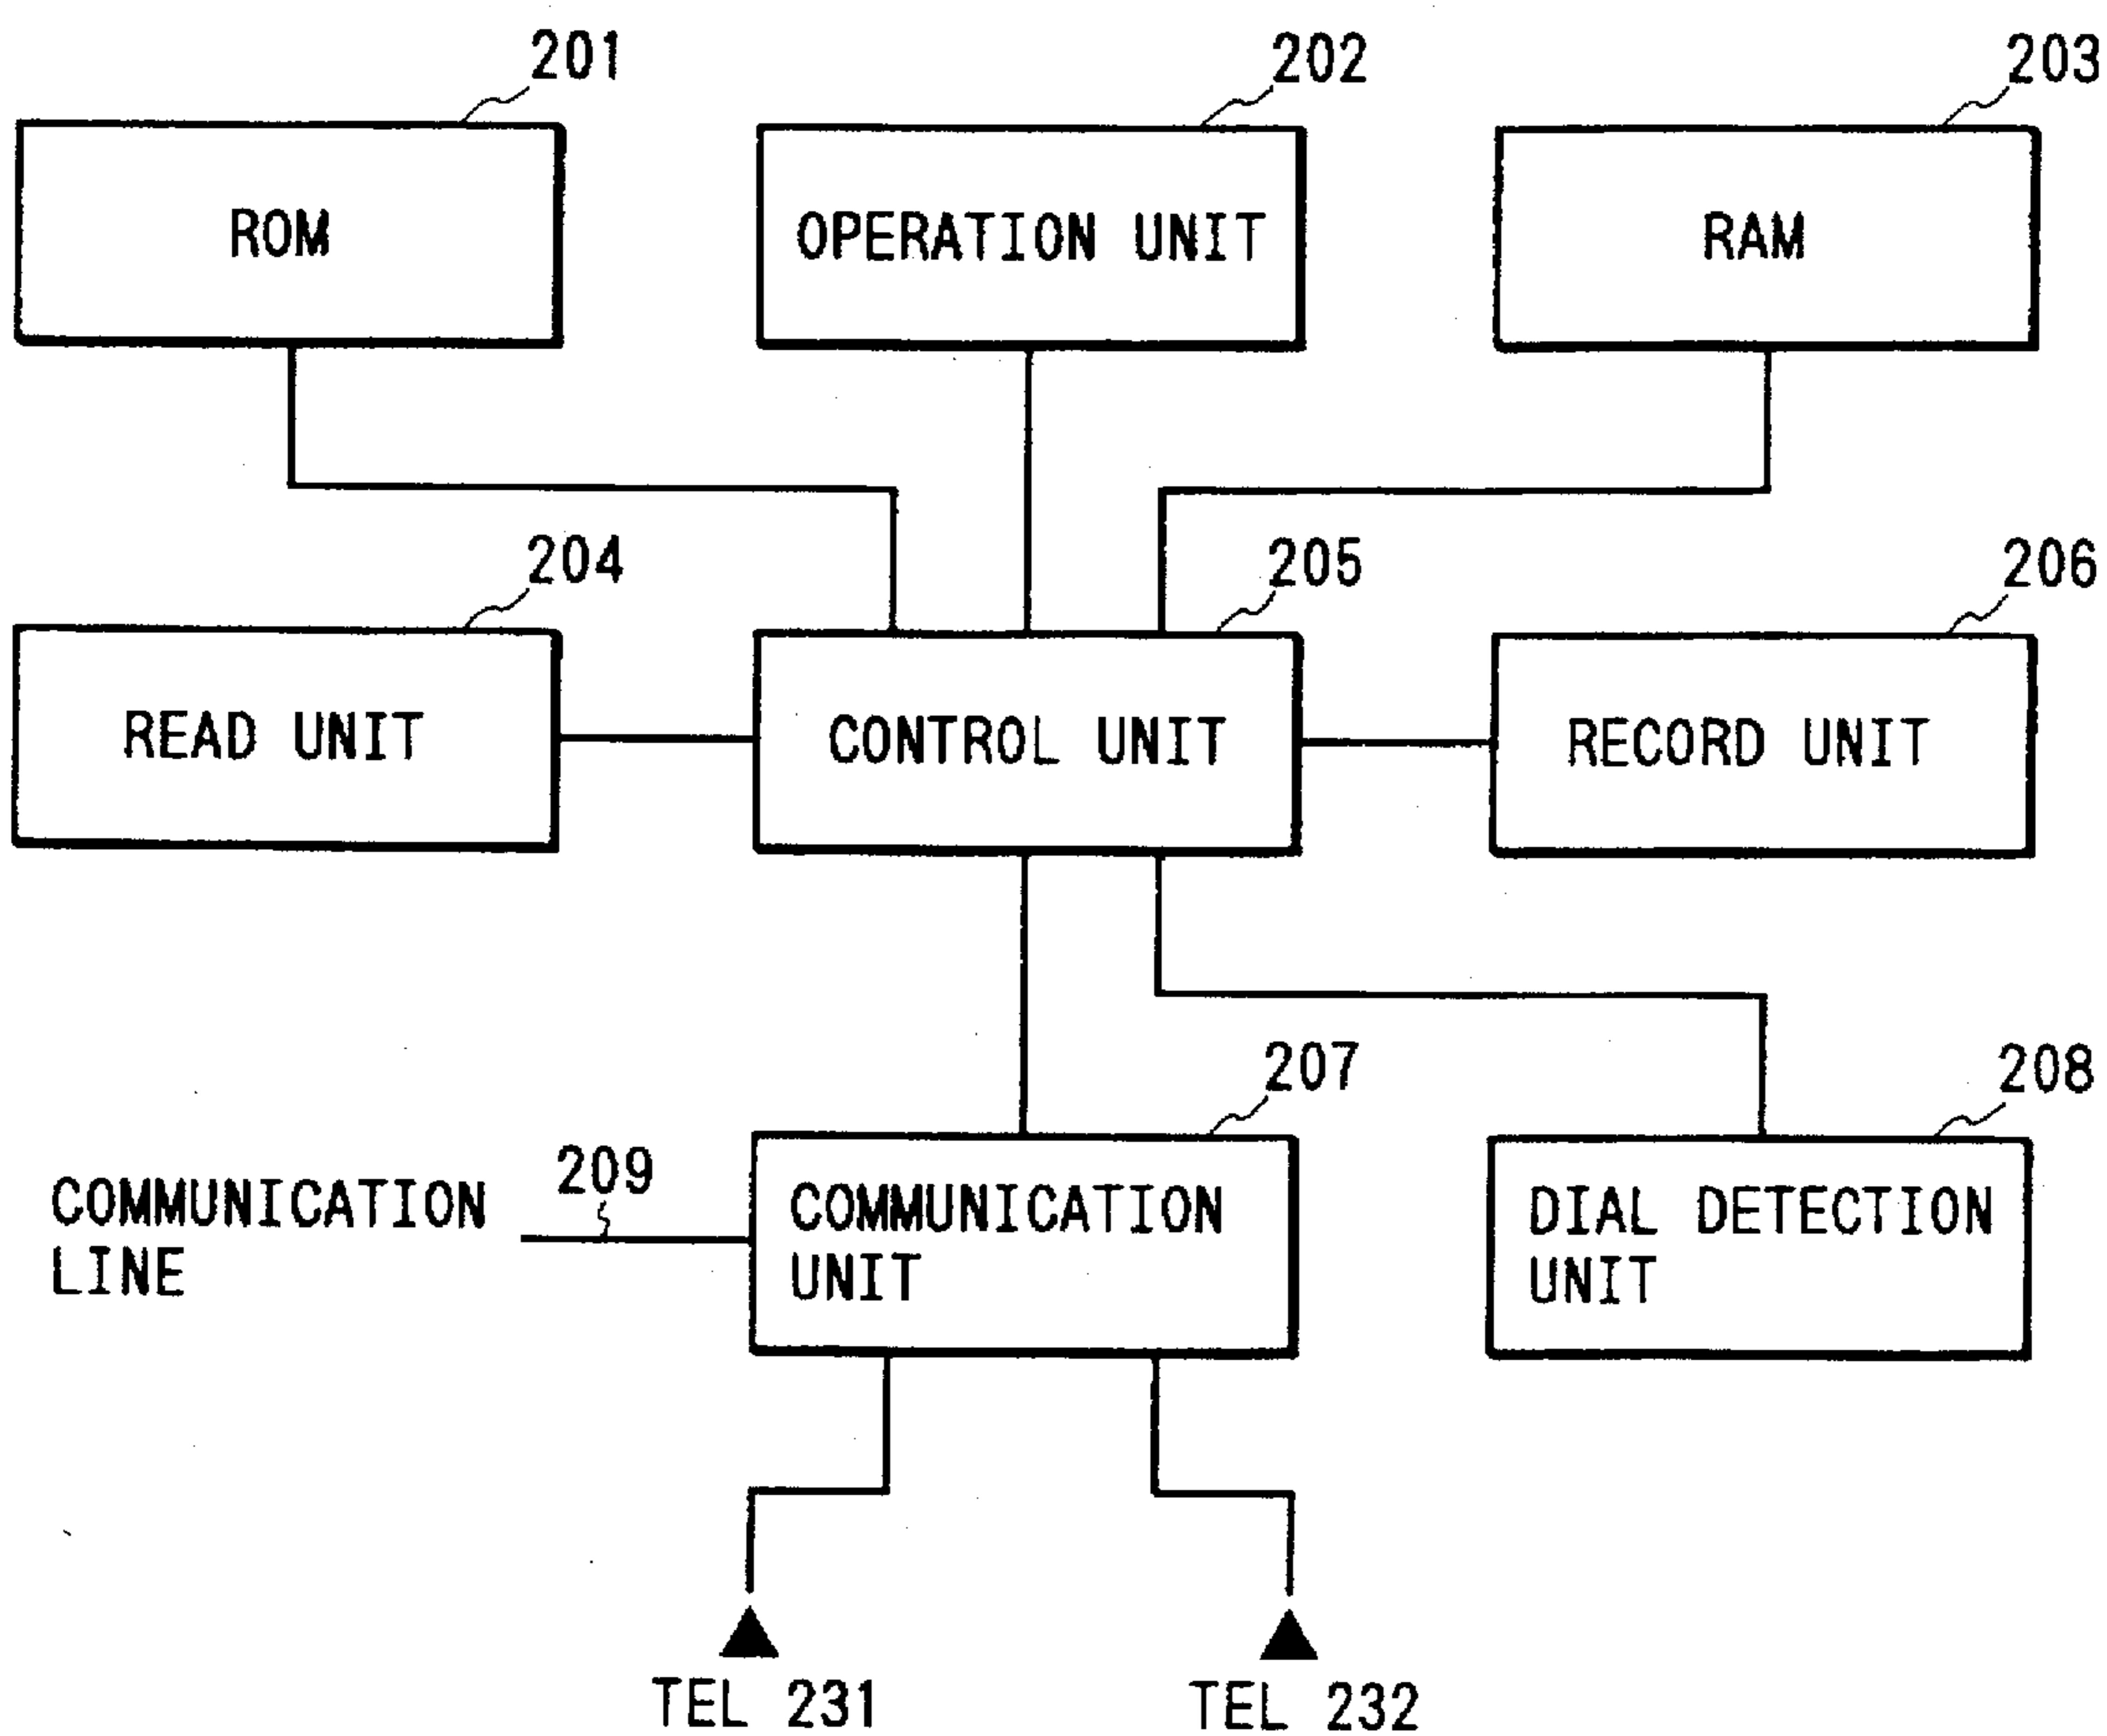 201
202
203
ROM
OPERATION UNIT
RAM
204
205
206
READ UNIT
CONTROL UNIT
RECORD UNIT
207
208
209
COMMUNICATION
LINE
COMMUNICATION
UNIT
DIAL DETECTION
UNIT
TEL 231
TEL 232